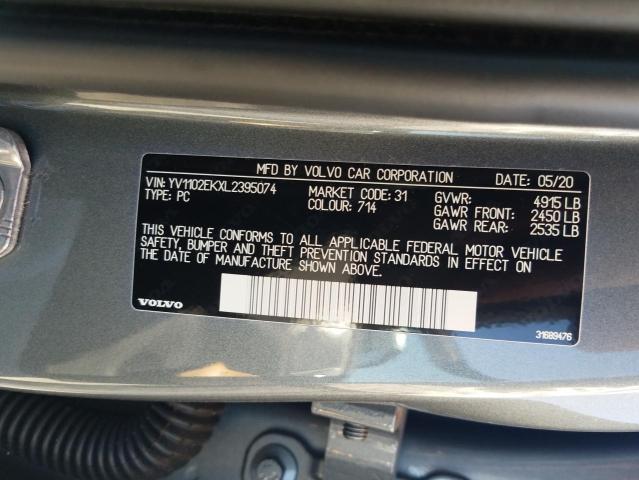 MFD BY VOLVO CAR CORPORATION DATE: 05/20
VIN: YV1102EKXL2395074 MARKET CODE: 31 GVWR: 4915 LB
TYPE: PC COLOUR: 714 GAWR FRONT: 2450 LB
GAWR REAR: 2535 LB
THIS VEHICLE CONFORMS TO ALL APPLICABLE FEDERAL MOTOR VEHICLE
SAFETY, BUMPER AND THEFT PREVENTION STANDARDS IN EFFECT ON
THE DATE OF MANUFACTURE SHOWN ABOVE.
VOLVO
31689476